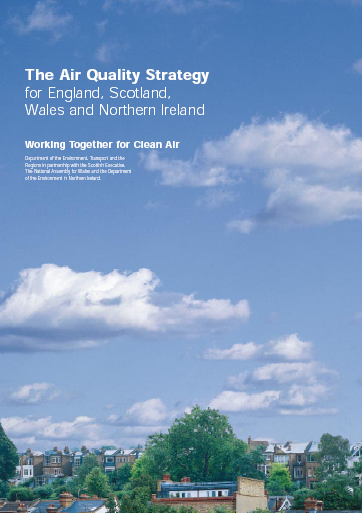 The Air Quality Strategy
for England, Scotland,
Wales and Northern Ireland
Working Together for Clean Air
Department of the Environment, Transport and the
Regions in partnership with the Scottish Executive,
The National Assembly for Wales and the Department
of the Environment in Northern Ireland.